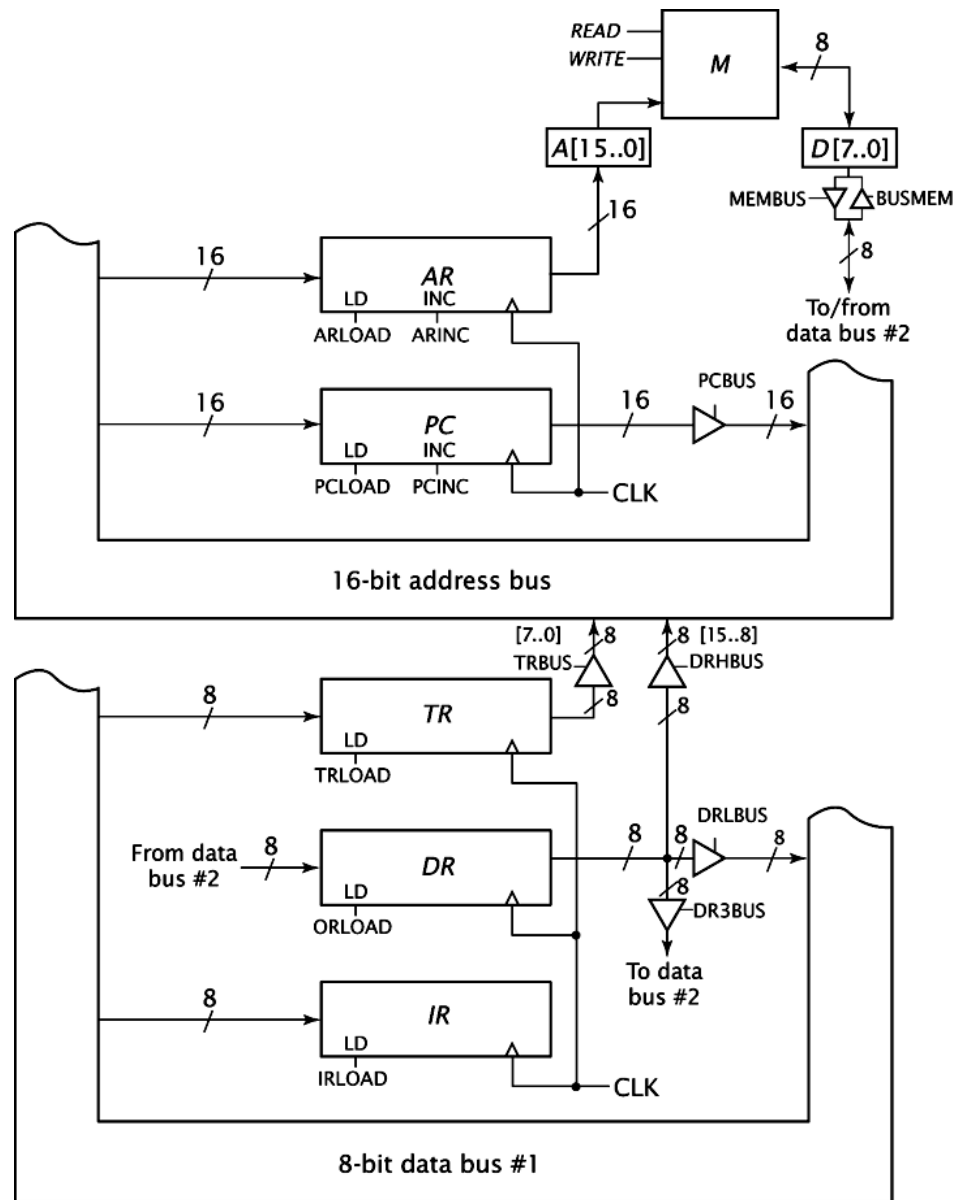 READ
WRITE
M
8
A[15..0]
D[7..0]
MEMBUS
BUSMEM
16
8
To/from
data bus #2
16
AR
LD
INC
ARLOAD
ARINC
PCBUS
16
PC
16
16
LD
INC
PCLOAD
PCINC
CLK
16-bit address bus
[7..0]
8
8
[15..8]
TRBUS
DRHBUS
8
8
8
TR
LD
TRLOAD
DRLBUS
From data
bus #2
8
DR
8
8
8
LD
8
ORLOAD
DR3BUS
To data
bus #2
8
IR
LD
IRLOAD
CLK
8-bit data bus #1